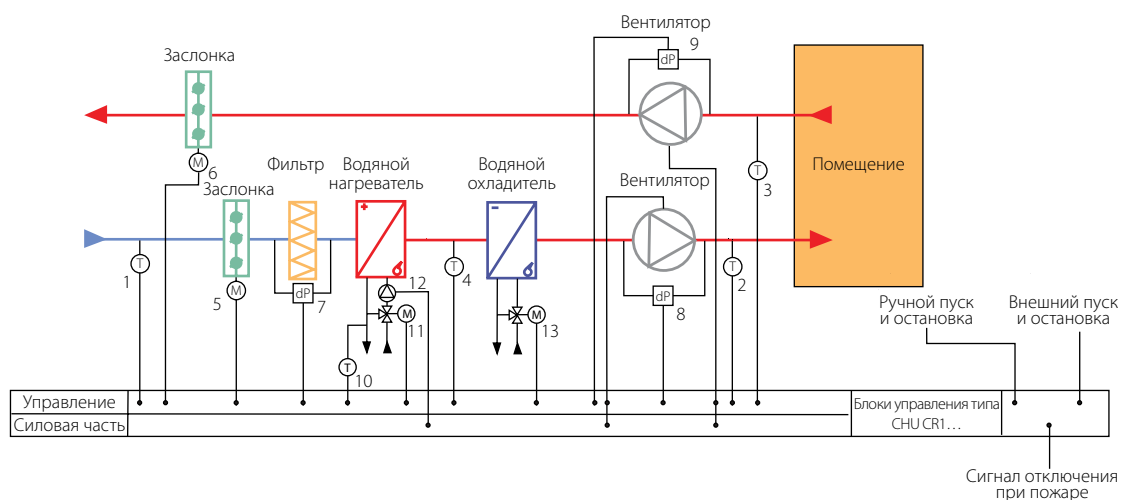 Вентилятор
9
dP
Заслонка
M
6
T
3
Помещение
Заслонка
Фильтр
Водяной
нагреватель
Водяной
охладитель
Вентилятор
+
–
T
1
M
5
dP
7
12
M
11
T
10
T
4
M
13
dP
8
T
2
Ручной пуск
и остановка
Внешний пуск
и остановка
Управление
Силовая часть
Блоки управления типа
CHU CR1...
Сигнал отключения
при пожаре